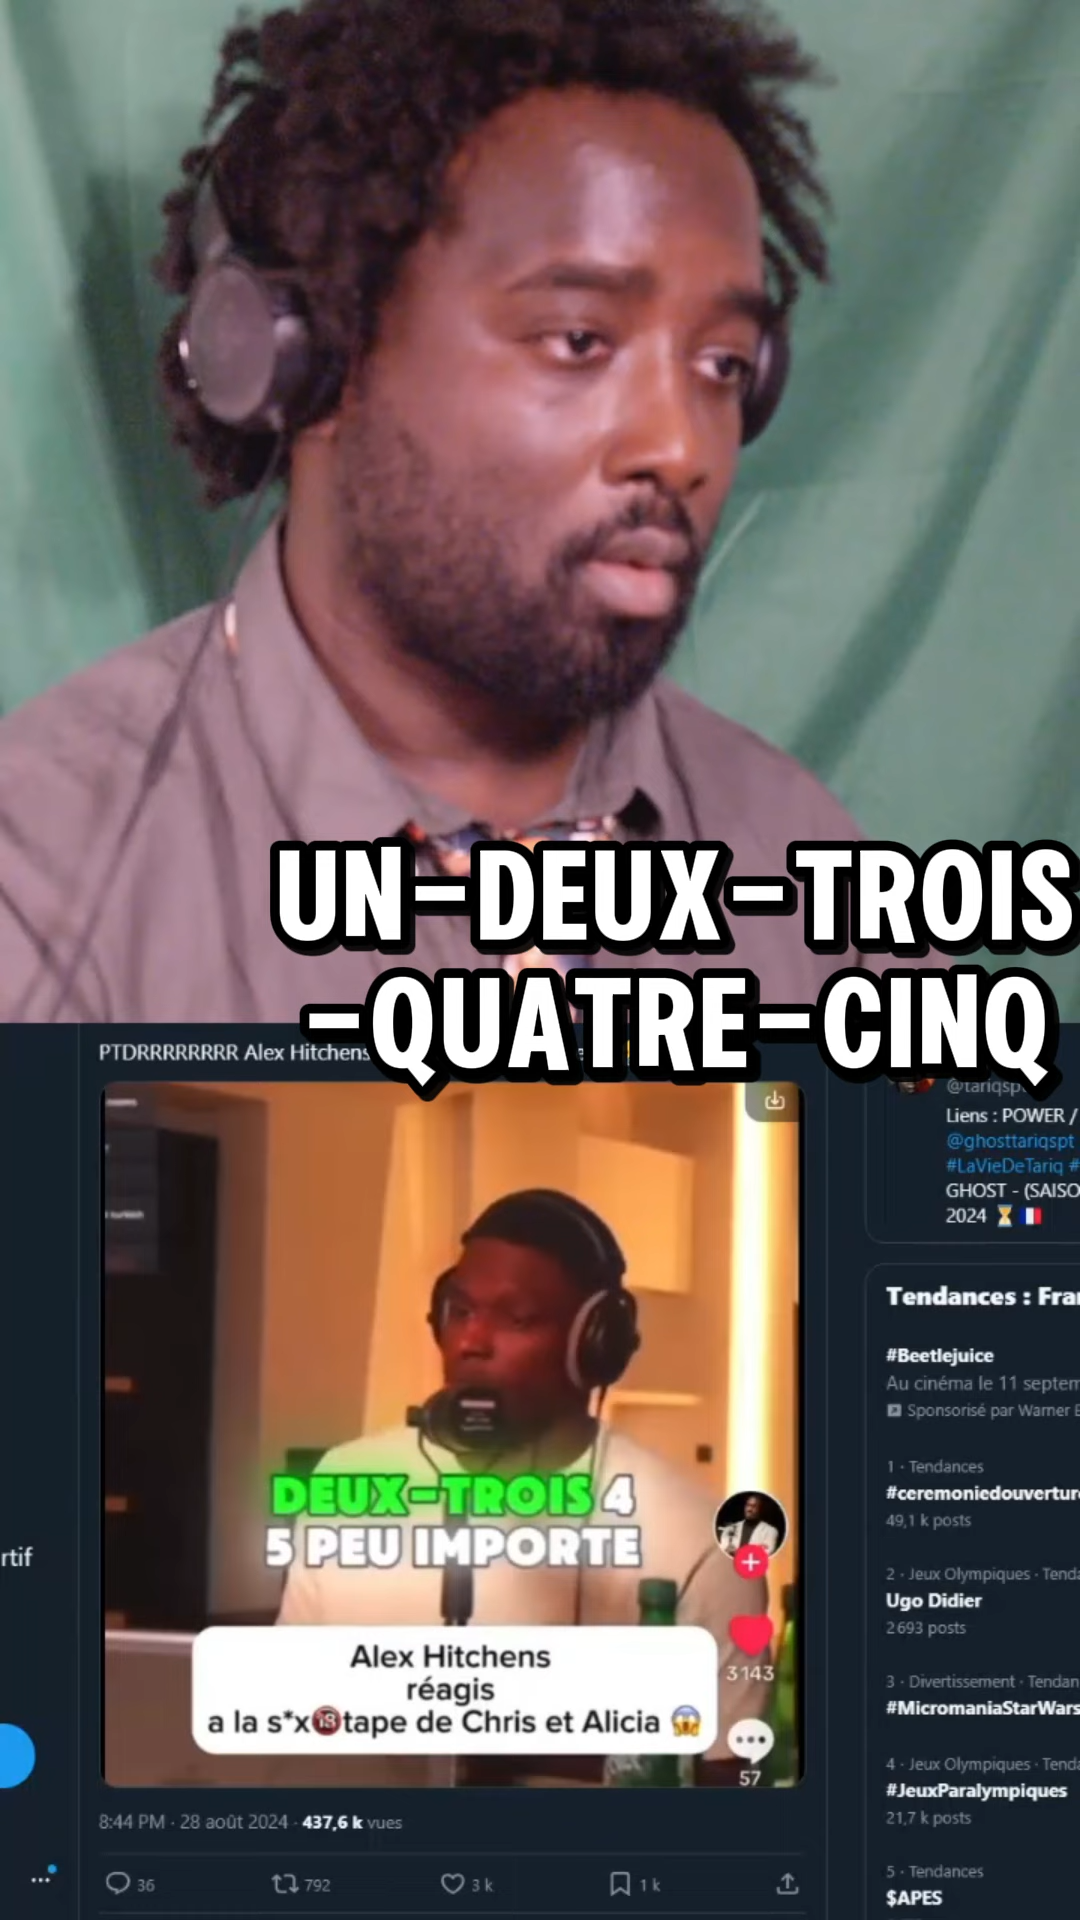 UN-DEUX-TROIS
-QUATRE-CINQ
PTDRRRRRRRR Alex Hitchens
DEUX-TROIS 4
5 PEU IMPORTE
Alex Hitchens
réagis
a la s*x🔞tape de Chris et Alicia 😱
3143
57
8:44 PM · 28 août 2024 · 437,6 k vues
36
792
3 k
1 k
rtif
@tariqspt
Liens : POWER /
@ghosttariqspt
#LaVieDeTariq #
GHOST - (SAISO
2024 ⏳ 🇫🇷
Tendances : Fra
#Beetlejuice
Au cinéma le 11 septem
Sponsorisé par Warner B
1 · Tendances
#ceremoniedouverture
49,1 k posts
2 · Jeux Olympiques · Tenda
Ugo Didier
2 693 posts
3 · Divertissement · Tendan
#MicromaniaStarWars
4 · Jeux Olympiques · Tenda
#JeuxParalympiques
21,7 k posts
5 · Tendances
$APES